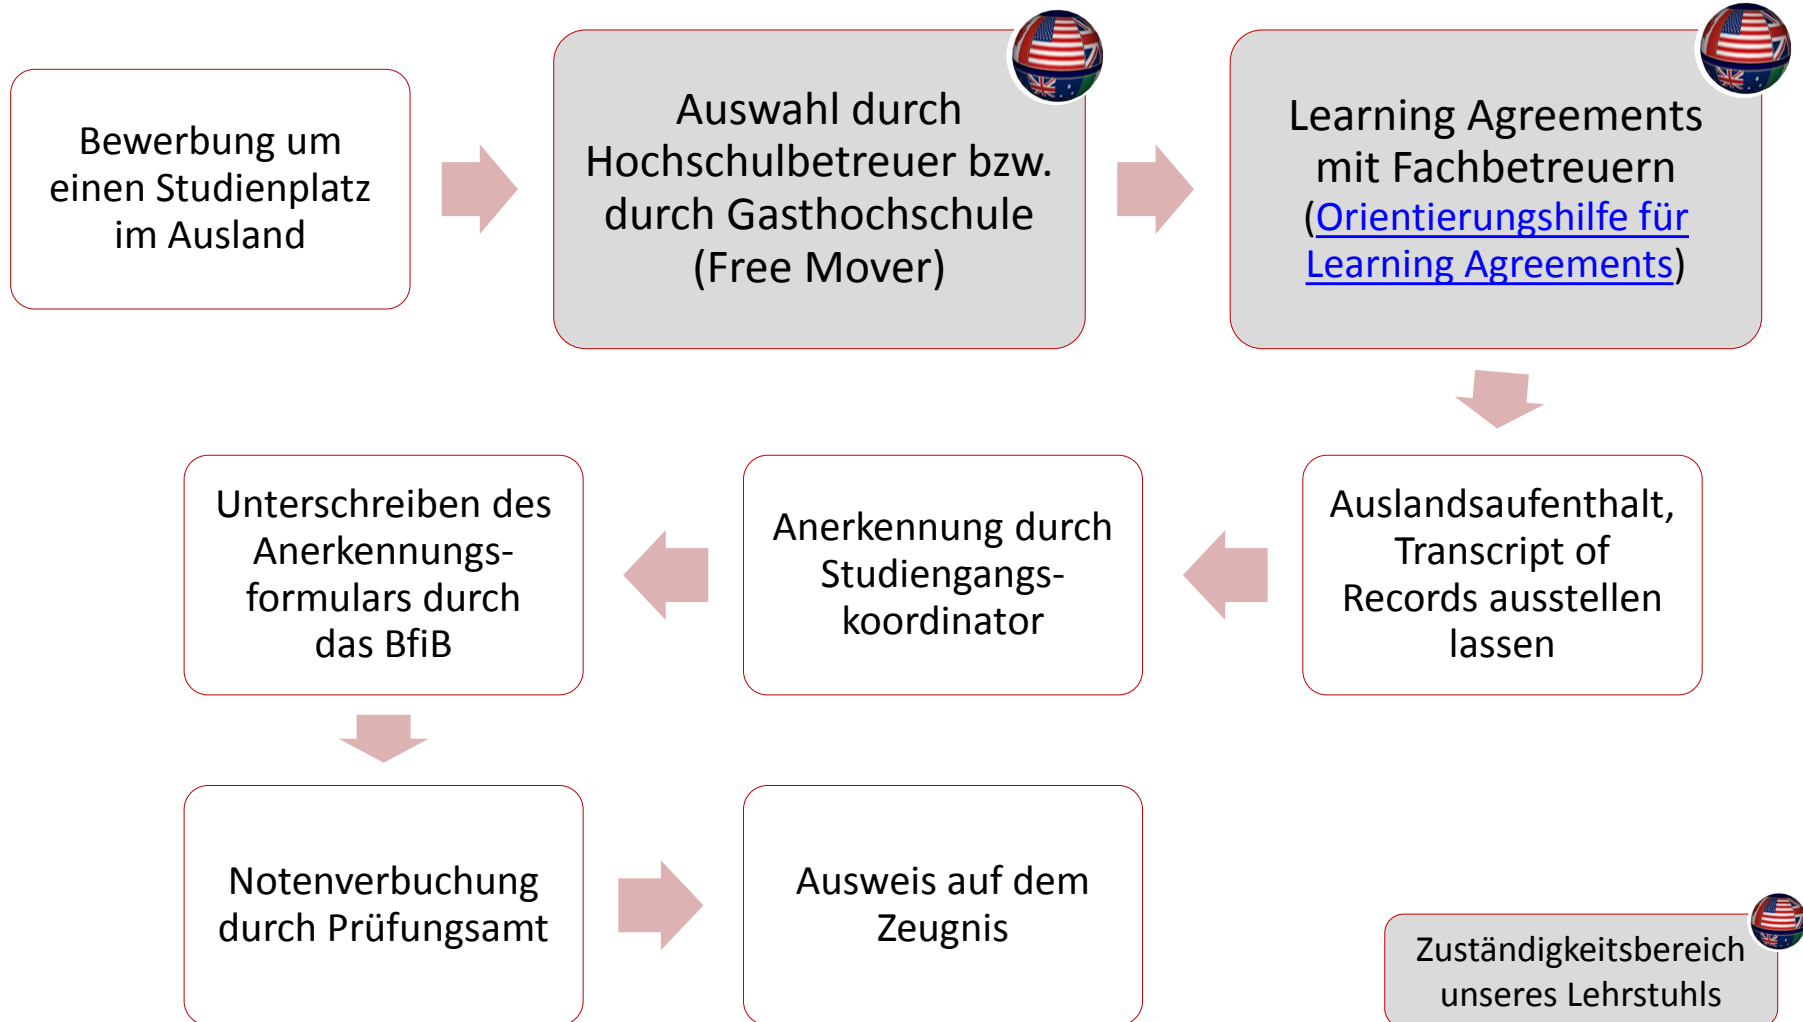 Bewerbung um
einen Studienplatz
im Ausland
Auswahl durch
Hochschulbetreuer bzw.
durch Gasthochschule
(Free Mover)
Learning Agreements
mit Fachbetreuern
(Orientierungshilfe für
Learning Agreements)
Auslandsaufenthalt,
Transcript of
Records ausstellen
lassen
Anerkennung durch
Studiengangs-
koordinator
Unterschreiben des
Anerkennungs-
formulars durch
das BfiB
Notenverbuchung
durch Prüfungsamt
Ausweis auf dem
Zeugnis
Zuständigkeitsbereich
unseres Lehrstuhls